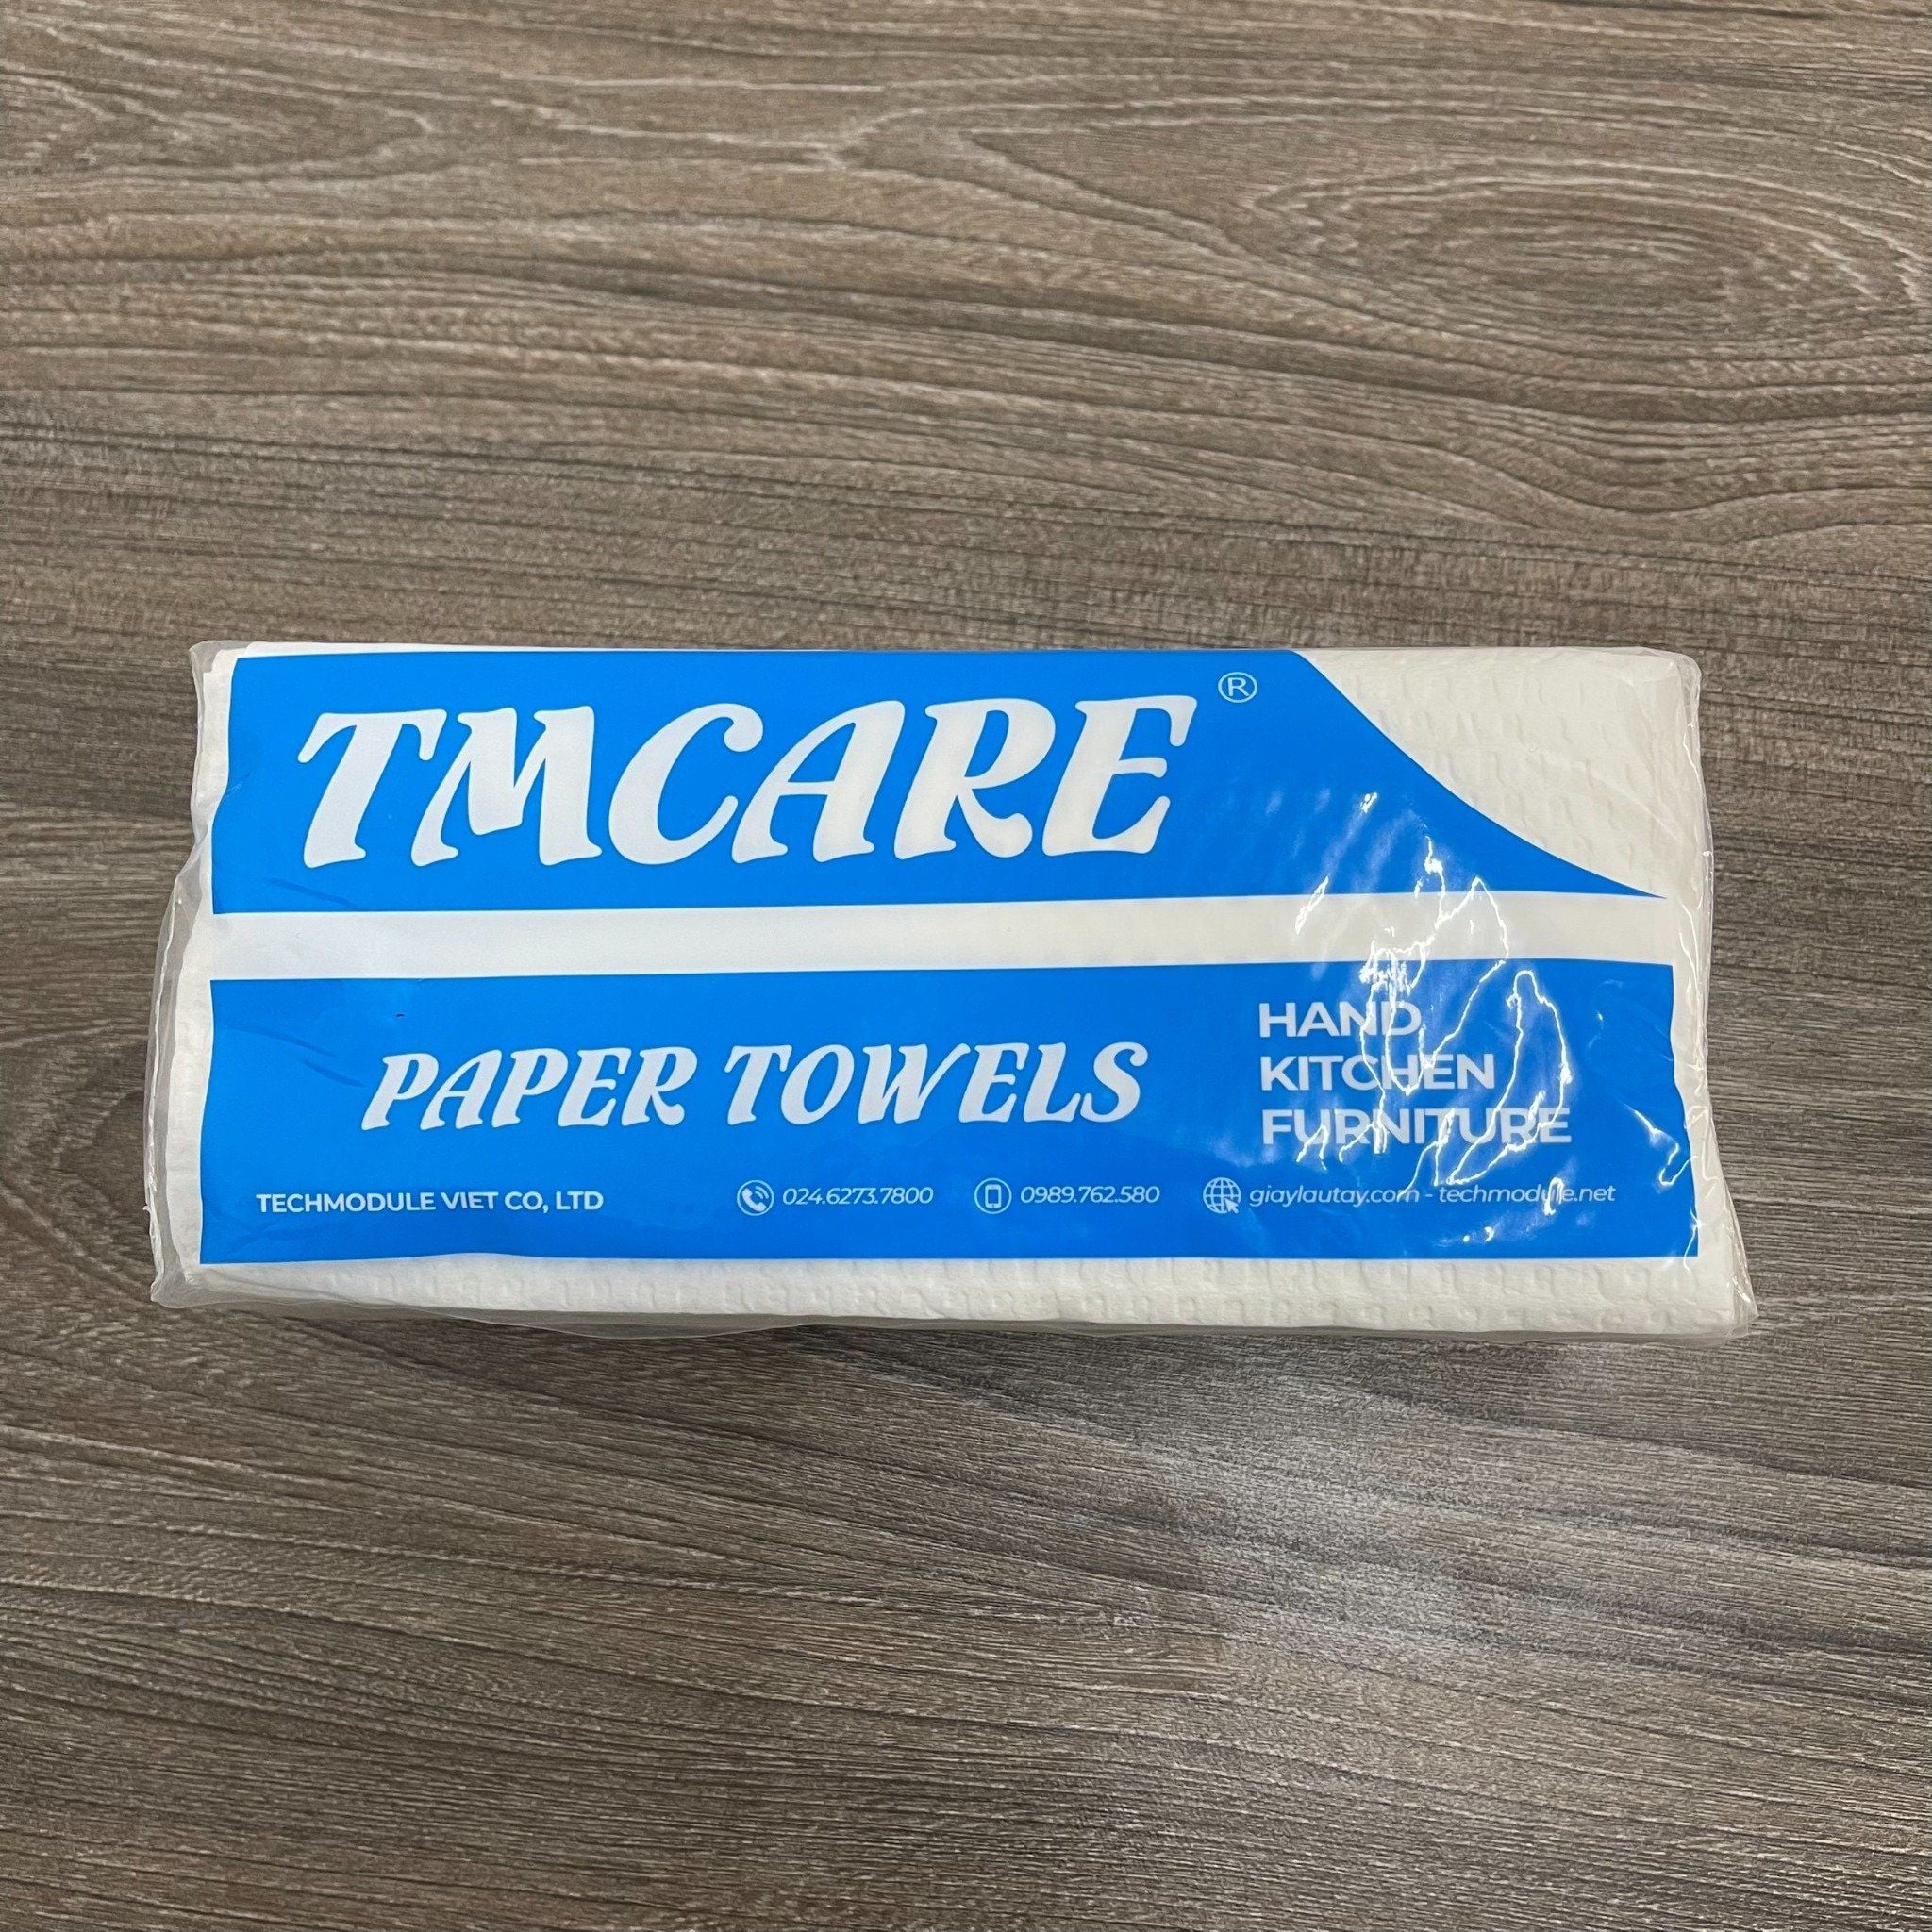 TMCARE ®
PAPER TOWELS
HAND
KITCHEN
FURNITURE
TECHMODULE VIET CO, LTD
024.6273.7800
0989.762.580
giaylautay.com - techmodule.net